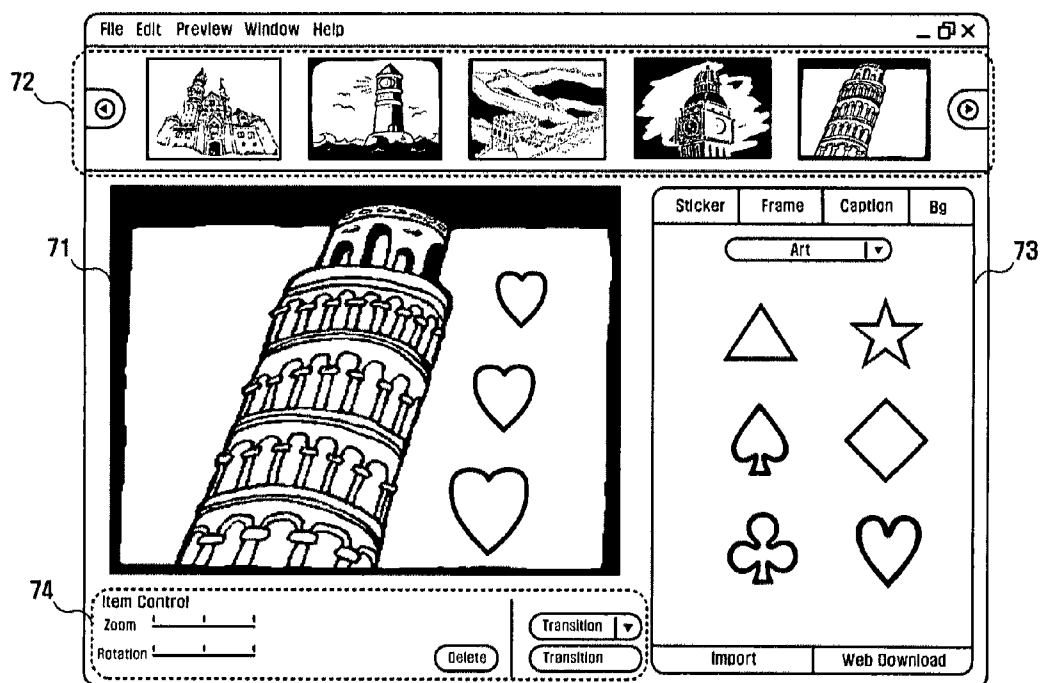 File Edit Preview Window Help
72
71
Sticker Frame Caption Bg
Art
73
74
Item Control
Zoom
Transition
Rotation
Delete
Transition
Import Web Download